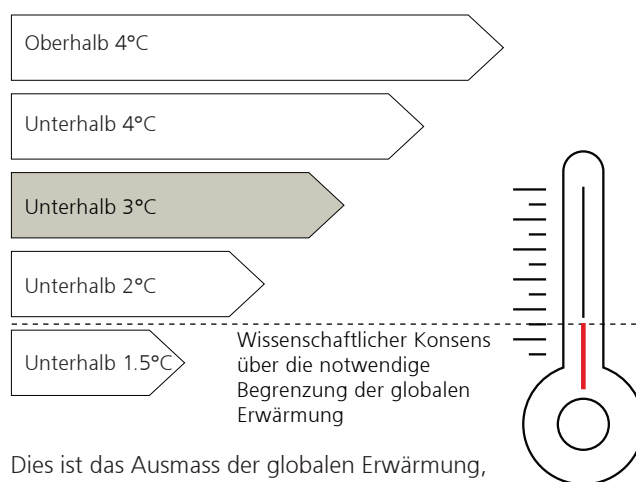 Oberhalb 4°C
Unterhalb 4°C
Unterhalb 3°C
Unterhalb 2°C
Unterhalb 1.5°C
Wissenschaftlicher Konsens
über die notwendige
Begrenzung der globalen
Erwärmung
Dies ist das Ausmass der globalen Erwärmung,